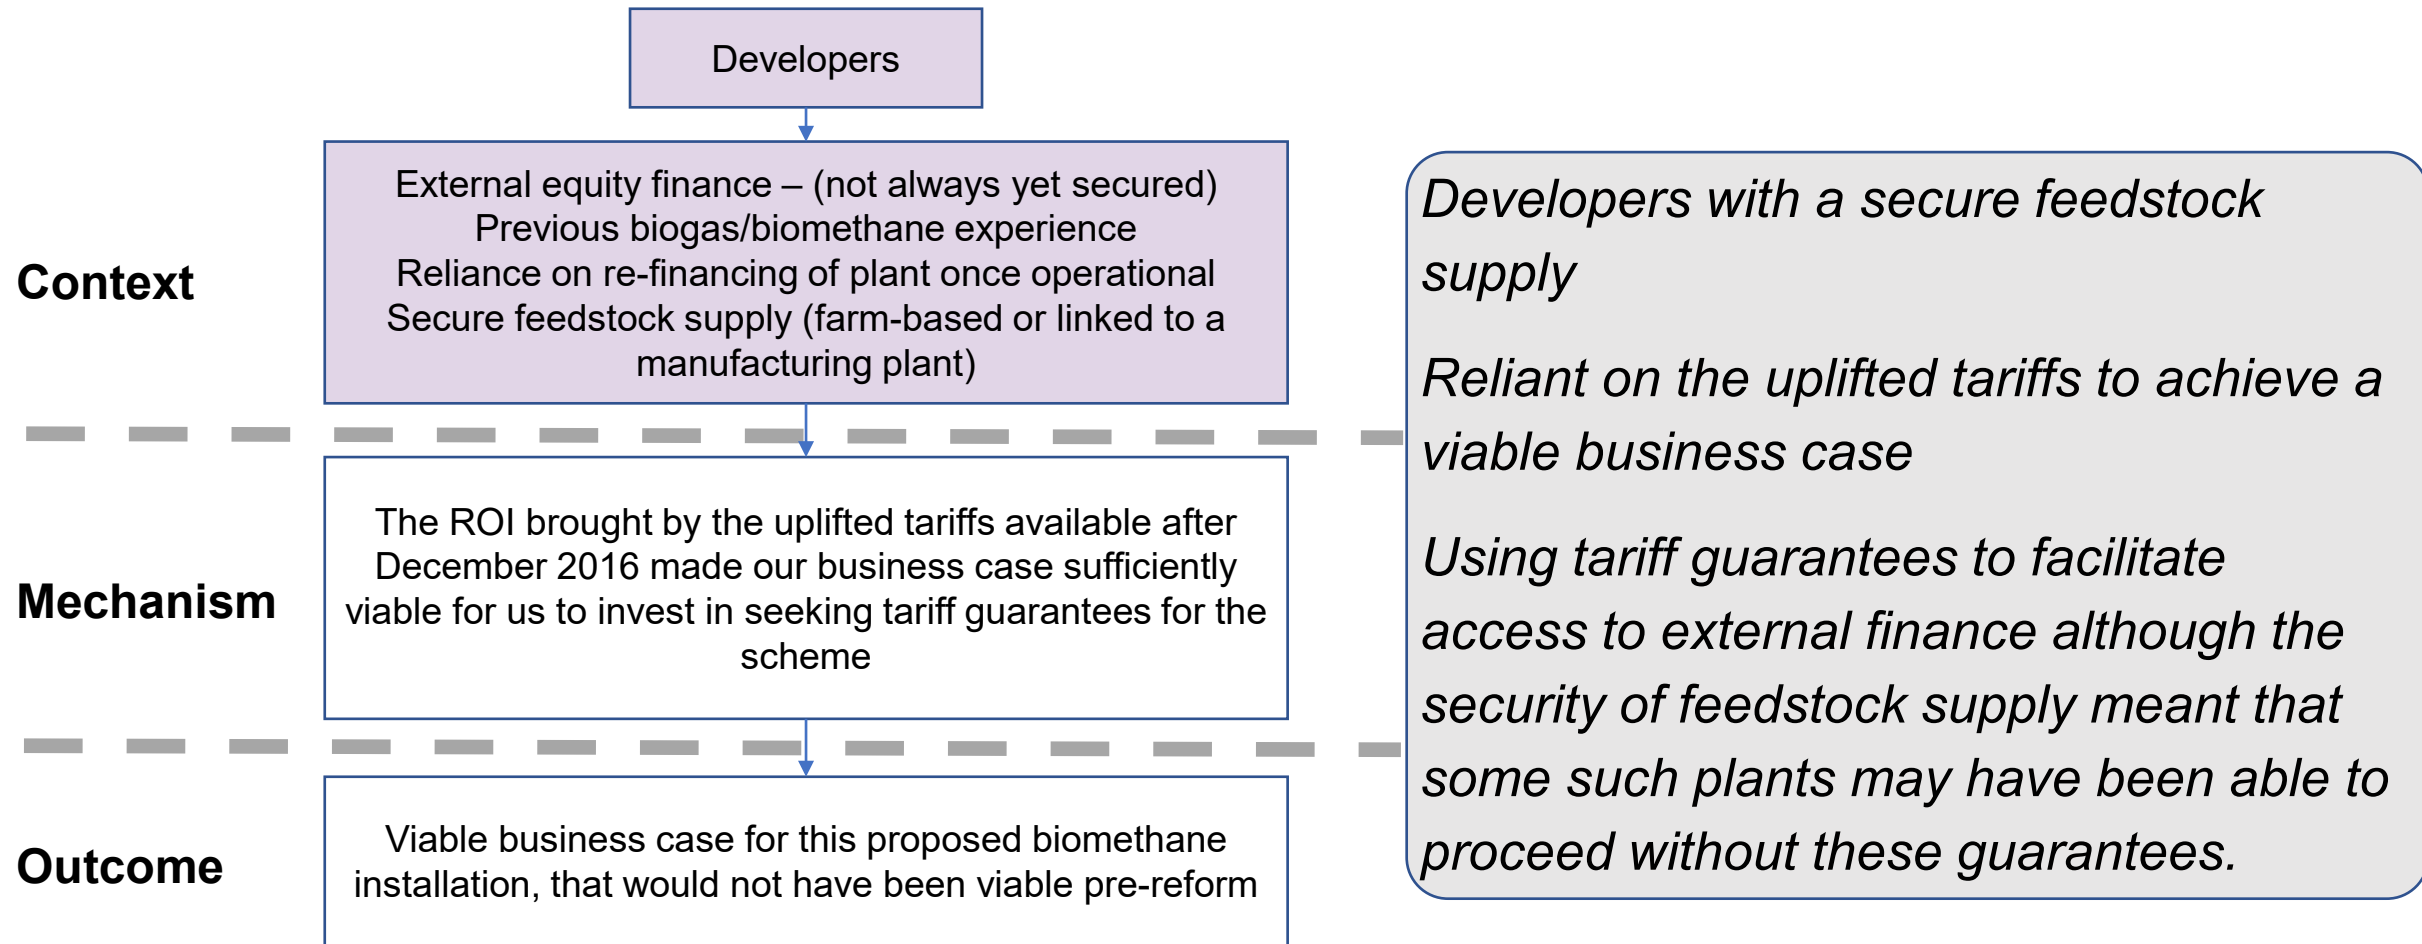 Developers
Context
External equity finance – (not always yet secured)
Previous biogas/biomethane experience
Reliance on re-financing of plant once operational
Secure feedstock supply (farm-based or linked to a
manufacturing plant)
Mechanism
The ROI brought by the uplifted tariffs available after
December 2016 made our business case sufficiently
viable for us to invest in seeking tariff guarantees for the
scheme
Outcome
Viable business case for this proposed biomethane
installation, that would not have been viable pre-reform
Developers with a secure feedstock
supply
Reliant on the uplifted tariffs to achieve a
viable business case
Using tariff guarantees to facilitate
access to external finance although the
security of feedstock supply meant that
some such plants may have been able to
proceed without these guarantees.